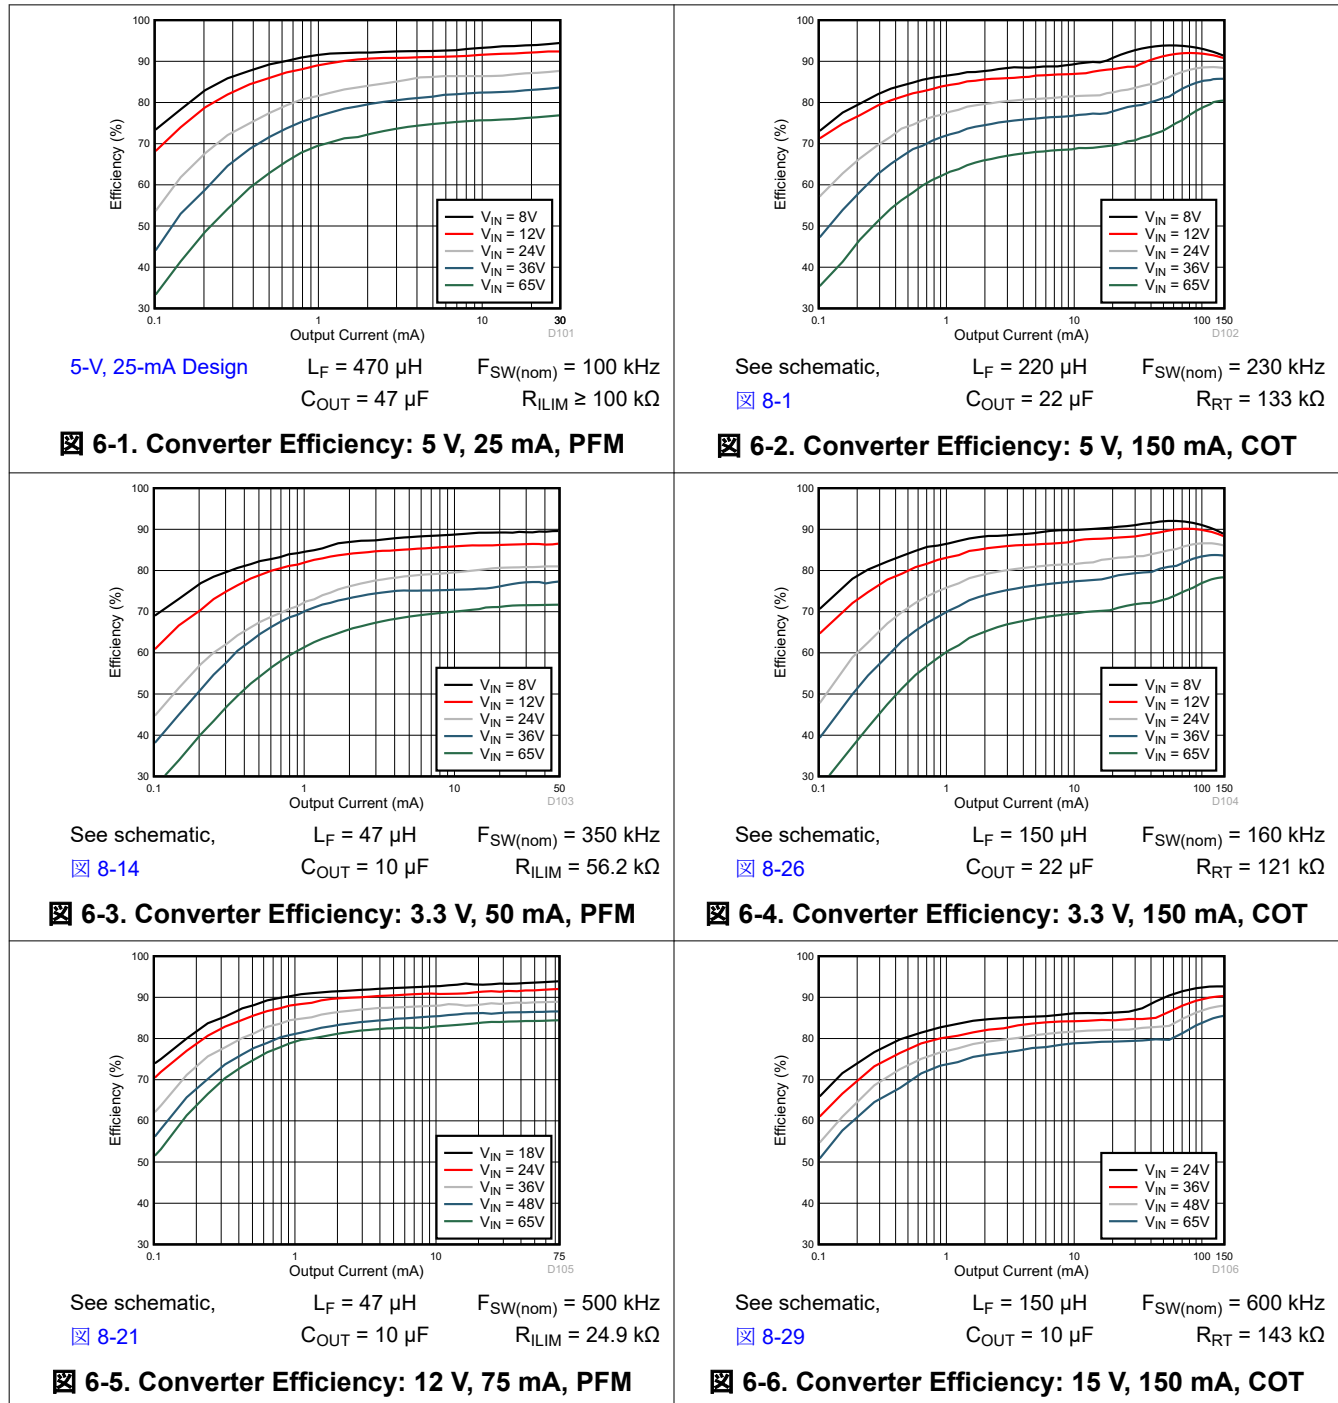 100
90
80
70
60
50
40
30
Efficiency (%)
VIN = 8V
VIN = 12V
VIN = 24V
VIN = 36V
VIN = 65V
0.1 1 10 30
Output Current (mA)
D101
5-V, 25-mA Design LF = 470 µH FSW(nom) = 100 kHz
COUT = 47 µF RILIM ≥ 100 kΩ
図 6-1. Converter Efficiency: 5 V, 25 mA, PFM
100
90
80
70
60
50
40
30
Efficiency (%)
VIN = 8V
VIN = 12V
VIN = 24V
VIN = 36V
VIN = 65V
0.1 1 10 100 150
Output Current (mA)
D102
See schematic, LF = 220 µH FSW(nom) = 230 kHz
図 8-1 COUT = 22 µF RRT = 133 kΩ
図 6-2. Converter Efficiency: 5 V, 150 mA, COT
100
90
80
70
60
50
40
30
Efficiency (%)
VIN = 8V
VIN = 12V
VIN = 24V
VIN = 36V
VIN = 65V
0.1 1 10 50
Output Current (mA)
D103
See schematic, LF = 47 µH FSW(nom) = 350 kHz
図 8-14 COUT = 10 µF RILIM = 56.2 kΩ
図 6-3. Converter Efficiency: 3.3 V, 50 mA, PFM
100
90
80
70
60
50
40
30
Efficiency (%)
VIN = 8V
VIN = 12V
VIN = 24V
VIN = 36V
VIN = 65V
0.1 1 10 100 150
Output Current (mA)
D104
See schematic, LF = 150 µH FSW(nom) = 160 kHz
図 8-26 COUT = 22 µF RRT = 121 kΩ
図 6-4. Converter Efficiency: 3.3 V, 150 mA, COT
100
90
80
70
60
50
40
30
Efficiency (%)
VIN = 18V
VIN = 24V
VIN = 36V
VIN = 48V
VIN = 65V
0.1 1 10 75
Output Current (mA)
D105
See schematic, LF = 47 µH FSW(nom) = 500 kHz
図 8-21 COUT = 10 µF RILIM = 24.9 kΩ
図 6-5. Converter Efficiency: 12 V, 75 mA, PFM
100
90
80
70
60
50
40
30
Efficiency (%)
VIN = 24V
VIN = 36V
VIN = 48V
VIN = 65V
0.1 1 10 100 150
Output Current (mA)
D106
See schematic, LF = 150 µH FSW(nom) = 600 kHz
図 8-29 COUT = 10 µF RRT = 143 kΩ
図 6-6. Converter Efficiency: 15 V, 150 mA, COT